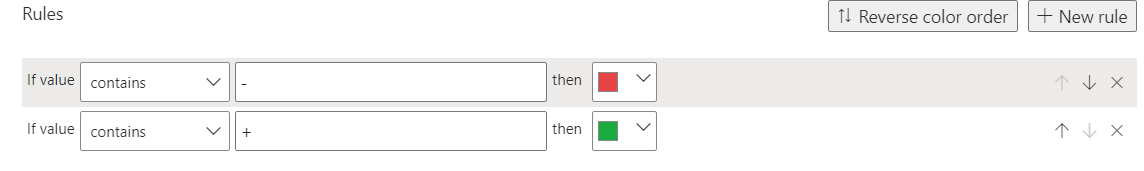 Rules
Reverse color order
New rule
If value contains - then
If value contains + then